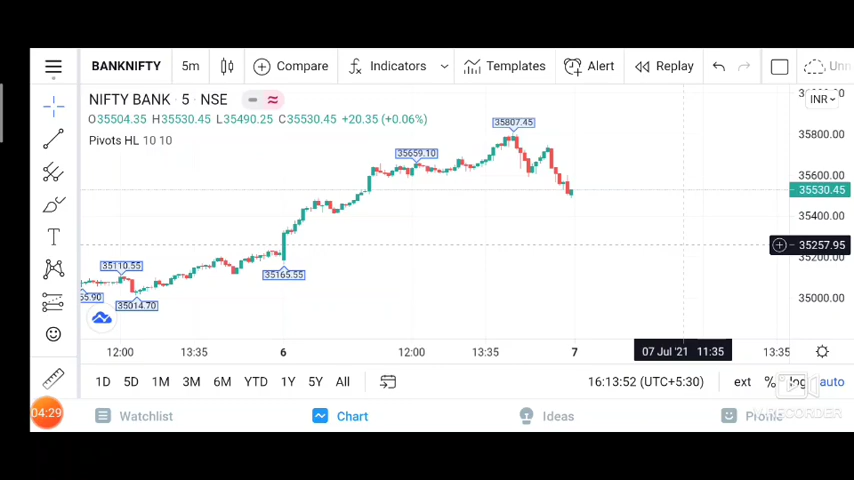 BANKNIFTY 5m Compare Indicators Templates Alert Replay
NIFTY BANK · 5 · NSE
INR
O35504.35 H35530.45 L35490.25 C35530.45 +20.35 (+0.06%)
Pivots HL 10 10
35807.45
35800.00
35659.10
35600.00
35530.45
35400.00
35257.95
35200.00
35110.55
35165.55
35014.70
35000.00
12:00 13:35 6 12:00 13:35 7 07 Jul '21 11:35 13:35
1D 5D 1M 3M 6M YTD 1Y 5Y All 16:13:52 (UTC+5:30) ext % log auto
04:29
Watchlist Chart Ideas Profile